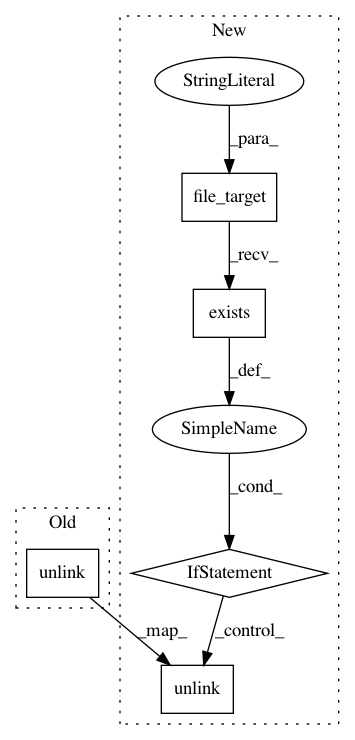 New
StringLiteral
_para_
file_target
_recv_
exists
_def_
SimpleName
_cond_
Old
unlink
IfStatement
_map_
_control_
unlink